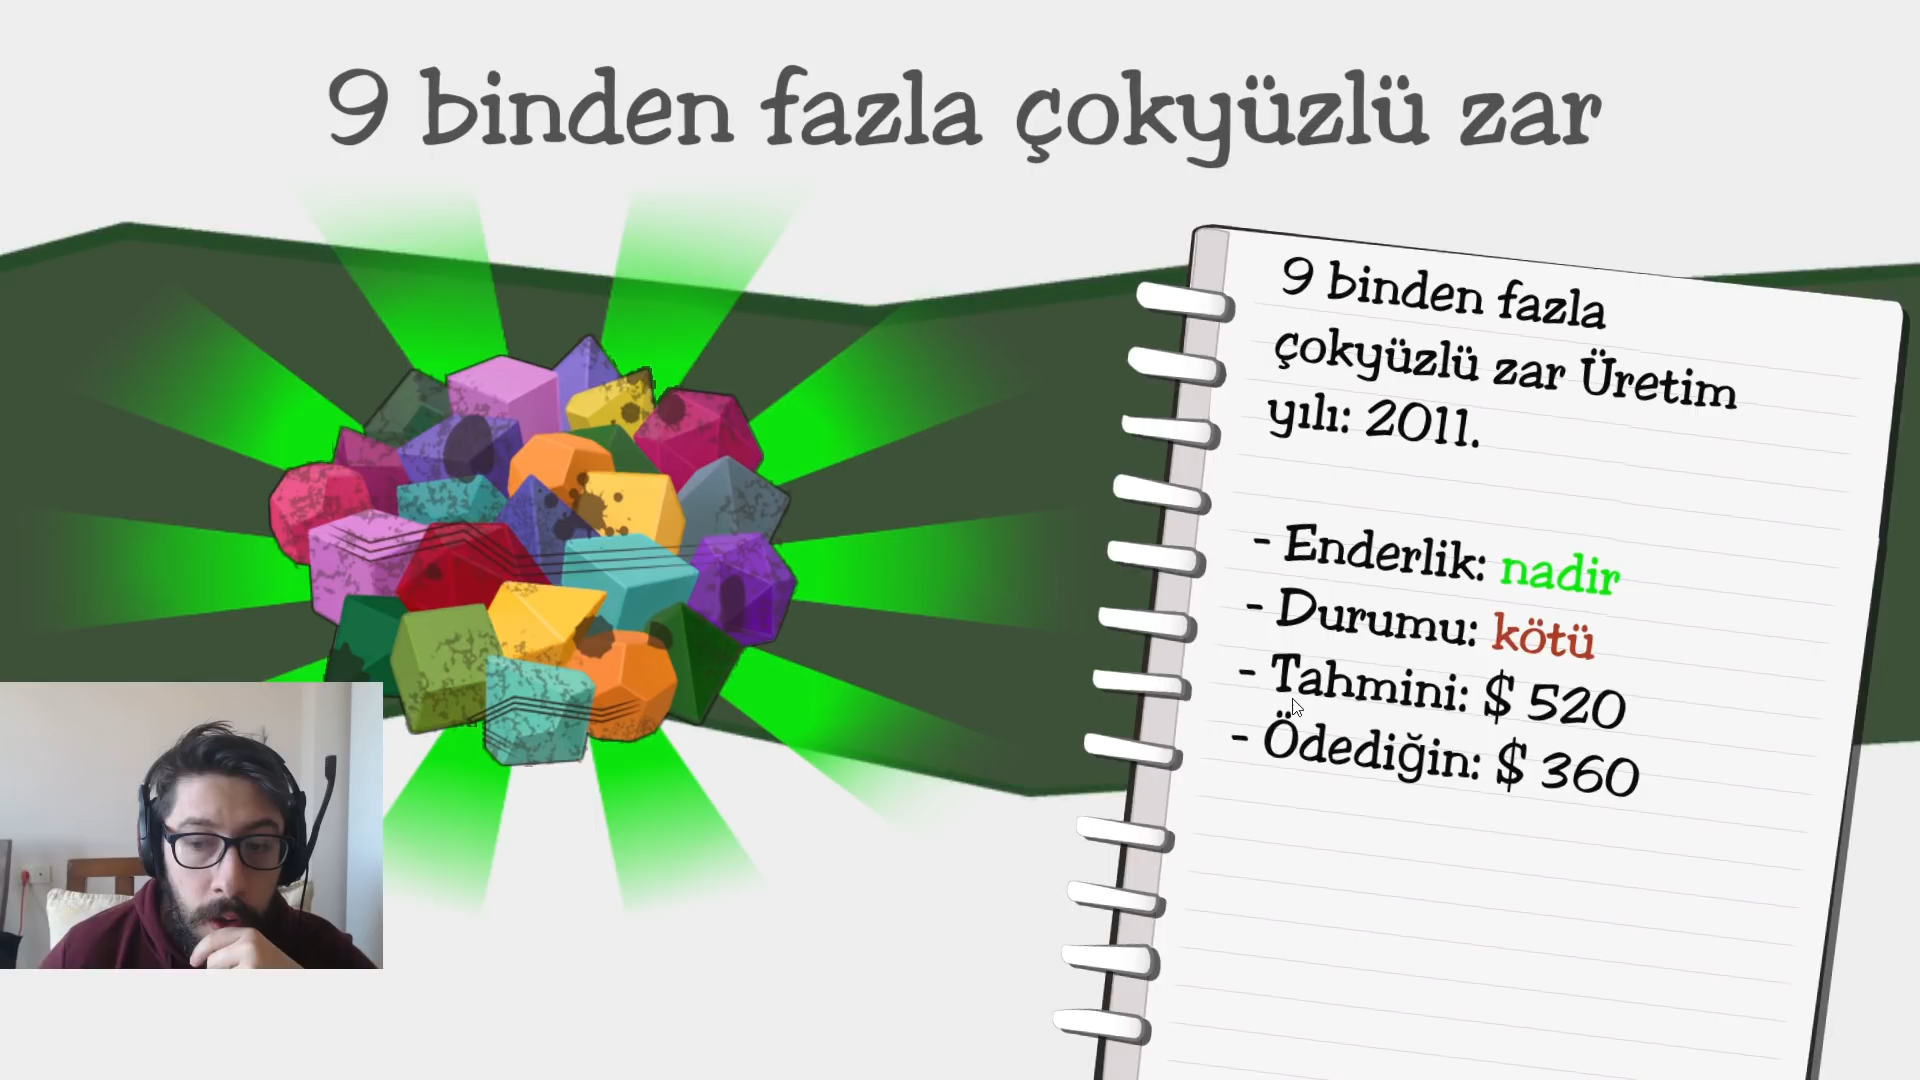 9 binden fazla çokyüzlü zar
9 binden fazla
çokyüzlü zar Üretim
yılı: 2011.
- Enderlik: nadir
- Durumu: kötü
- Tahmini: $ 520
- Ödediğin: $ 360